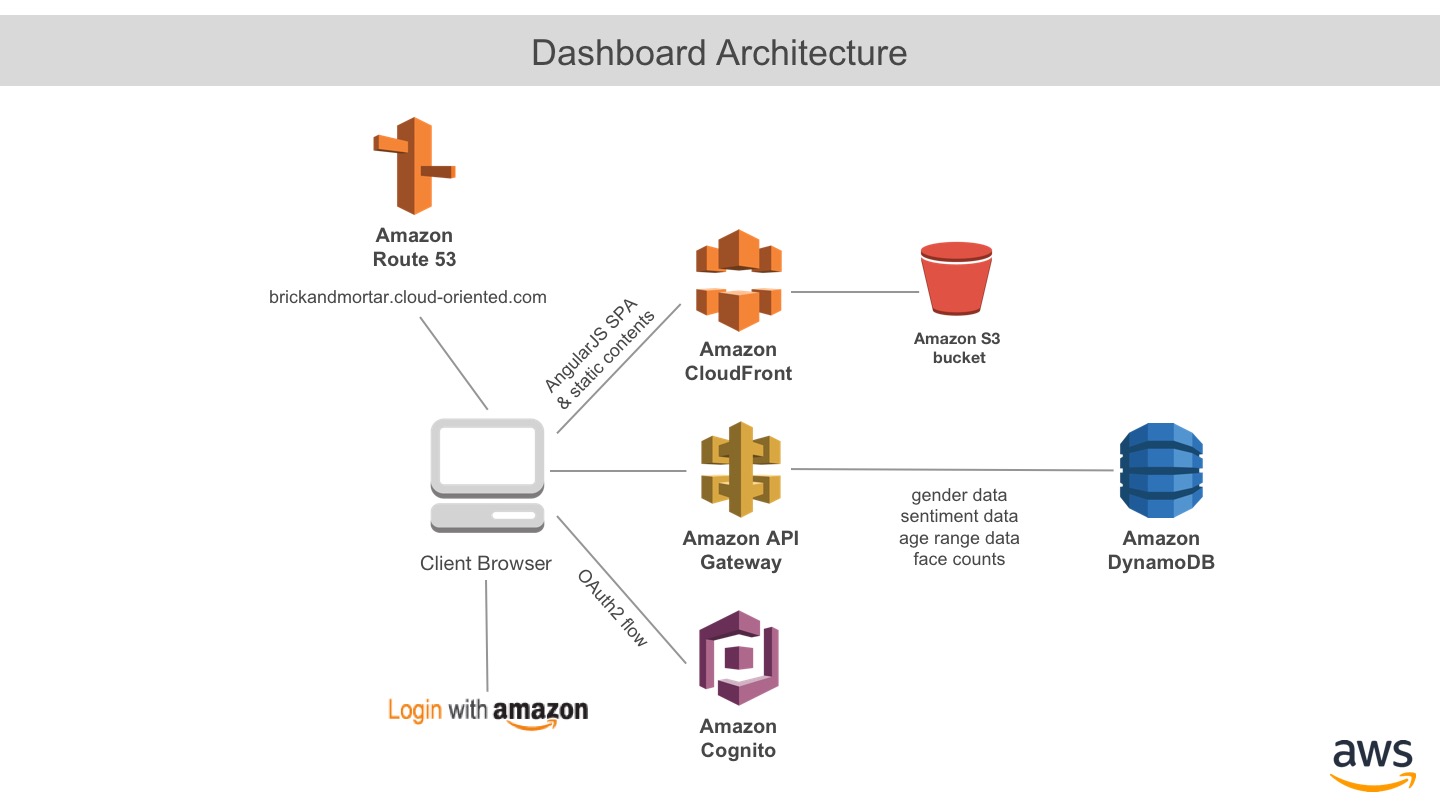 Dashboard Architecture
Amazon
Route 53
brickandmortar.cloud-oriented.com
AngularJS SPA
& static contents
Amazon
CloudFront
Amazon S3
bucket
Client Browser
Amazon API
Gateway
gender data
sentiment data
age range data
face counts
Amazon
DynamoDB
OAuth2 flow
Login with amazon
Amazon
Cognito
aws